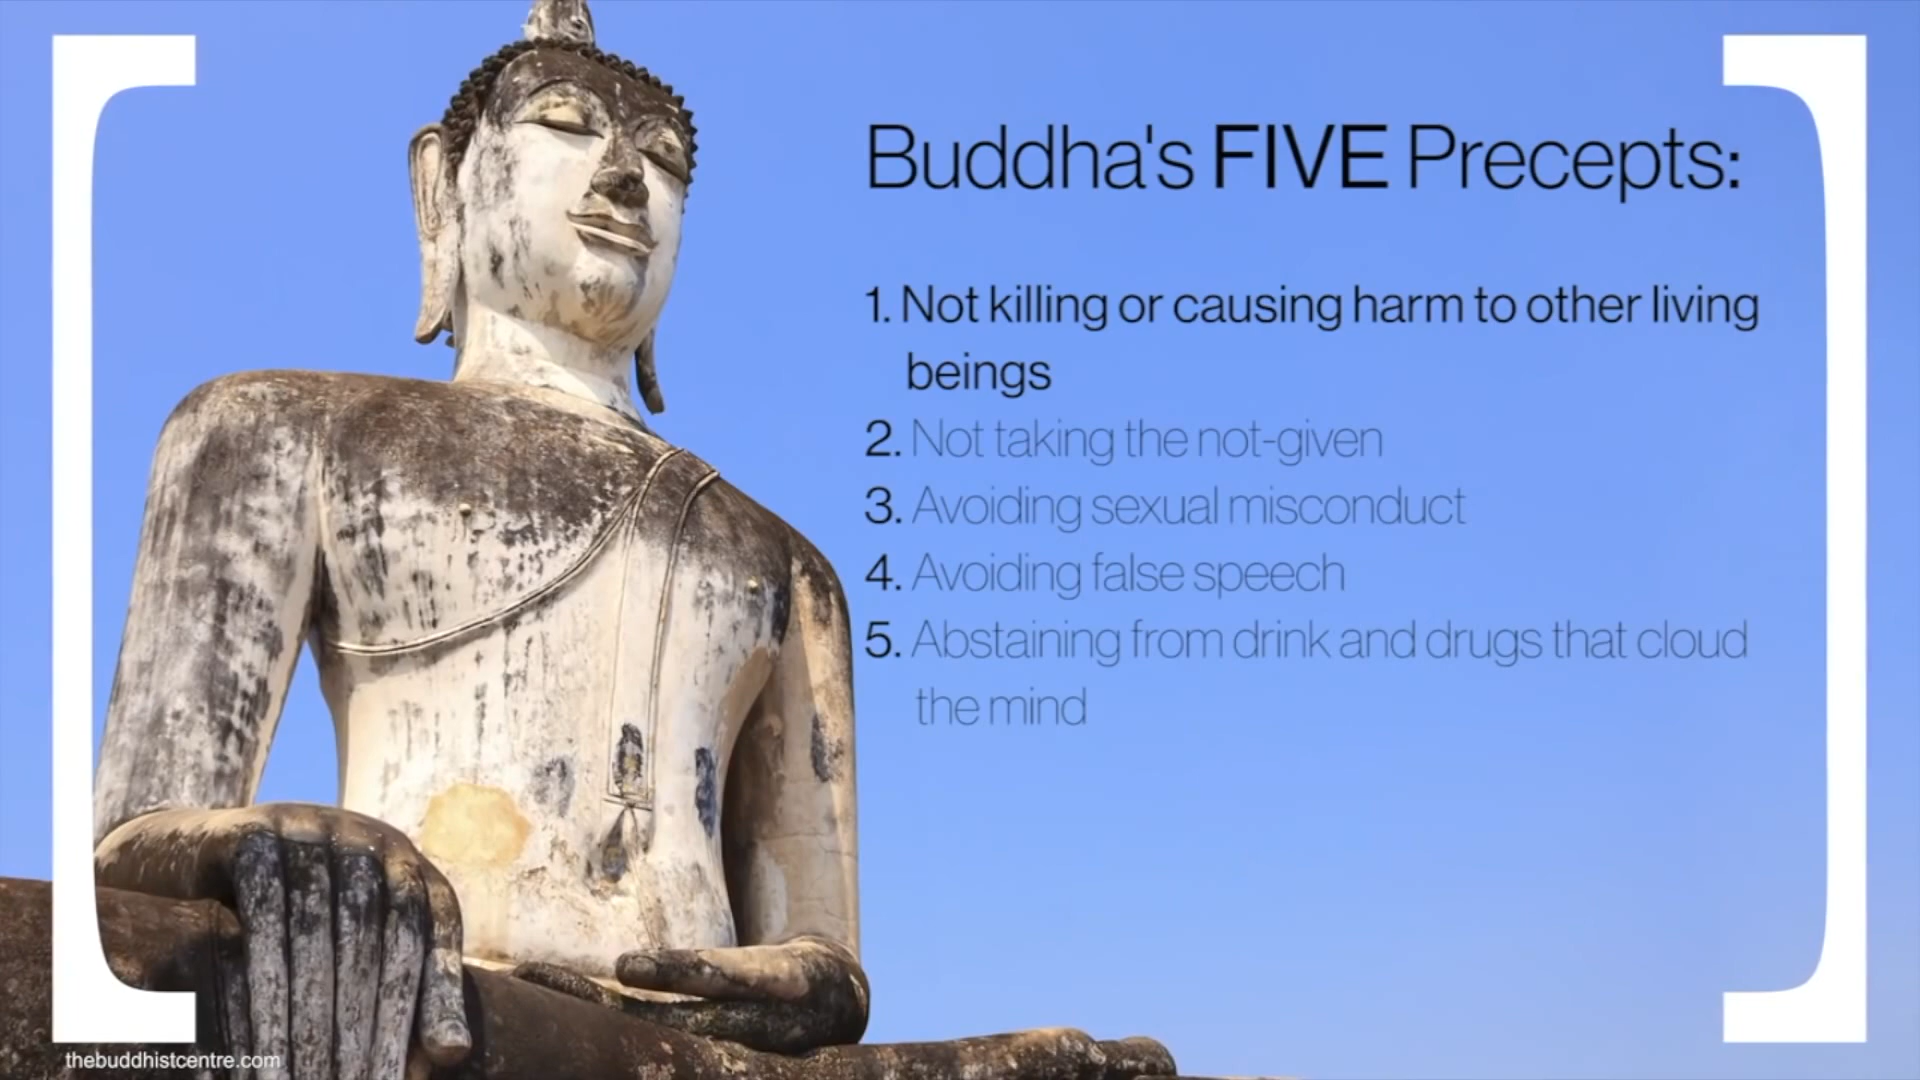 Buddha's FIVE Precepts:
1. Not killing or causing harm to other living
beings
2. Not taking the not-given
3. Avoiding sexual misconduct
4. Avoiding false speech
5. Abstaining from drink and drugs that cloud
the mind
thebuddhistcentre.com